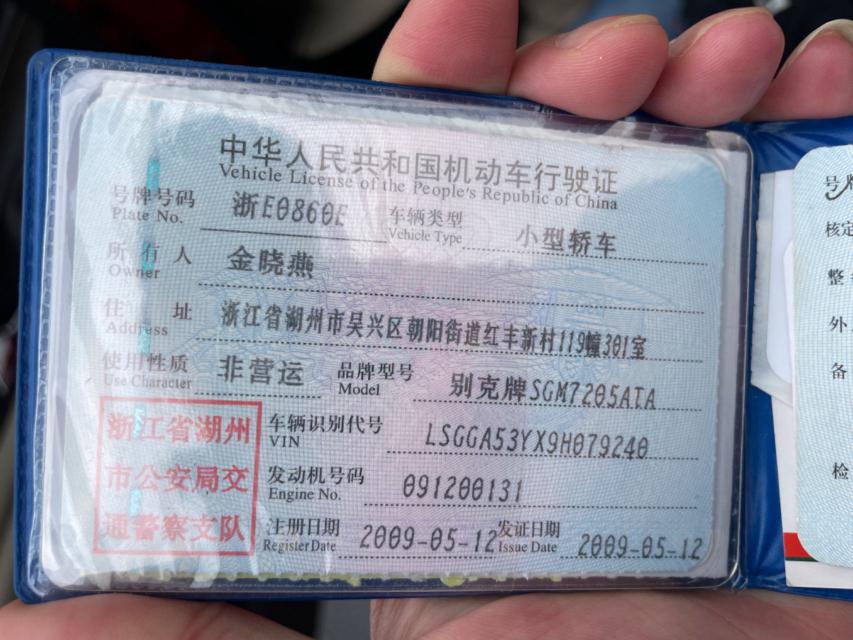 中华人民共和国机动车行驶证
Vehicle License of the People's Republic of China
号牌号码 浙E0860E 车辆类型 小型轿车
Plate No. Vehicle Type
所有人 金晓燕
Owner
住址 浙江省湖州市吴兴区朝阳街道红丰新村119幢301室
Address
使用性质 非营运 品牌型号 别克牌SGM7205ATA
Use Character Model
浙江省湖州
市公安局交
通警察支队
车辆识别代号 LSGGA53YX9H079240
VIN
发动机号码 091200131
Engine No.
注册日期 2009-05-12 发证日期 2009-05-12
Register Date Issue Date
号
核定
整
外
备
检